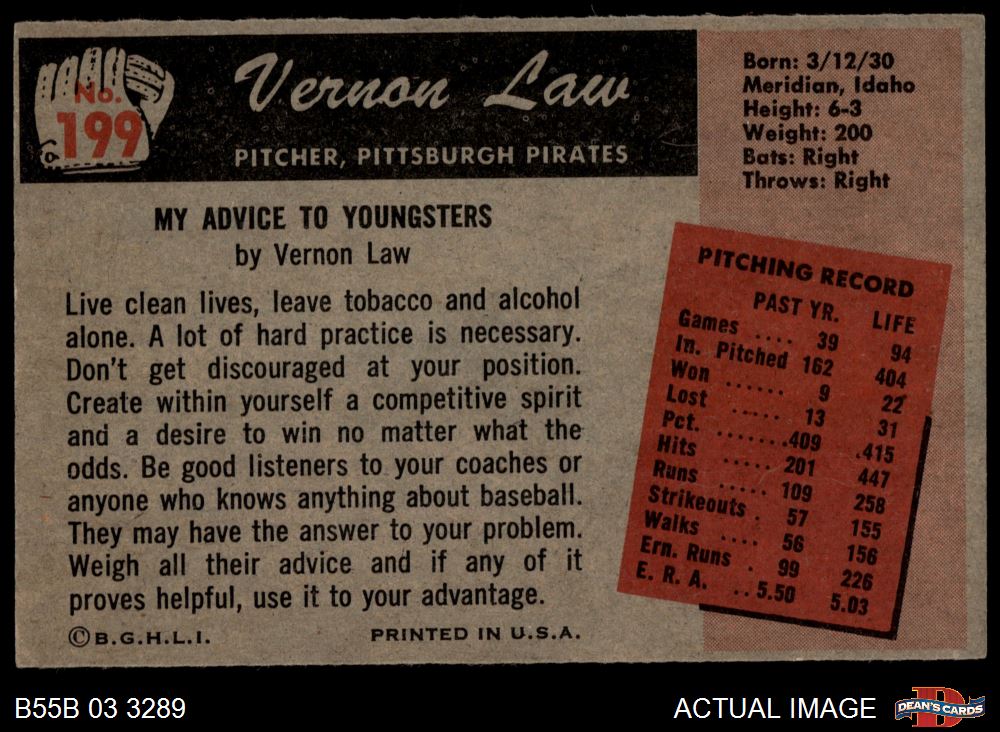 No.
199
Vernon Law
PITCHER, PITTSBURGH PIRATES
Born: 3/12/30
Meridian, Idaho
Height: 6-3
Weight: 200
Bats: Right
Throws: Right
MY ADVICE TO YOUNGSTERS
by Vernon Law
Live clean lives, leave tobacco and alcohol
alone. A lot of hard practice is necessary.
Don't get discouraged at your position.
Create within yourself a competitive spirit
and a desire to win no matter what the
odds. Be good listeners to your coaches or
anyone who knows anything about baseball.
They may have the answer to your problem.
Weigh all their advice and if any of it
proves helpful, use it to your advantage.
©B.G.H.L.I. PRINTED IN U.S.A.
PITCHING RECORD
PAST YR. LIFE
Games .... 39 94
In. Pitched 162 404
Won ...... 9 22
Lost ..... 13 31
Pct. ....... .409 .415
Hits ..... 201 447
Runs ..... 109 258
Strikeouts . 57 155
Walks .... 56 156
Ern. Runs . 99 226
E. R. A. .. 5.50 5.03
B55B 03 3289
ACTUAL IMAGE
D
DEAN'S CARDS